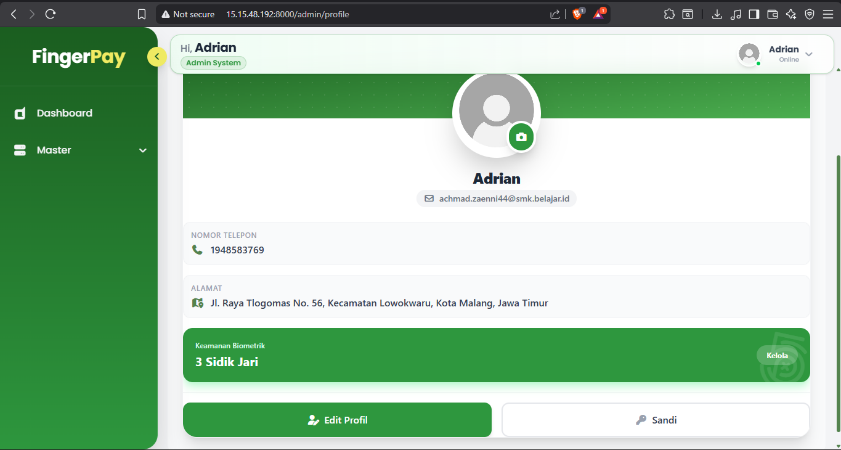 Not secure 15.15.48.192:8000/admin/profile
FingerPay
Hi, Adrian
Admin System
Adrian
Online
Dashboard
Master
Adrian
achmad.zaenni44@smk.belajar.id
NOMOR TELEPON
1948583769
ALAMAT
Jl. Raya Tlogomas No. 56, Kecamatan Lowokwaru, Kota Malang, Jawa Timur
Keamanan Biometrik
3 Sidik Jari
Kelola
Edit Profil
Sandi